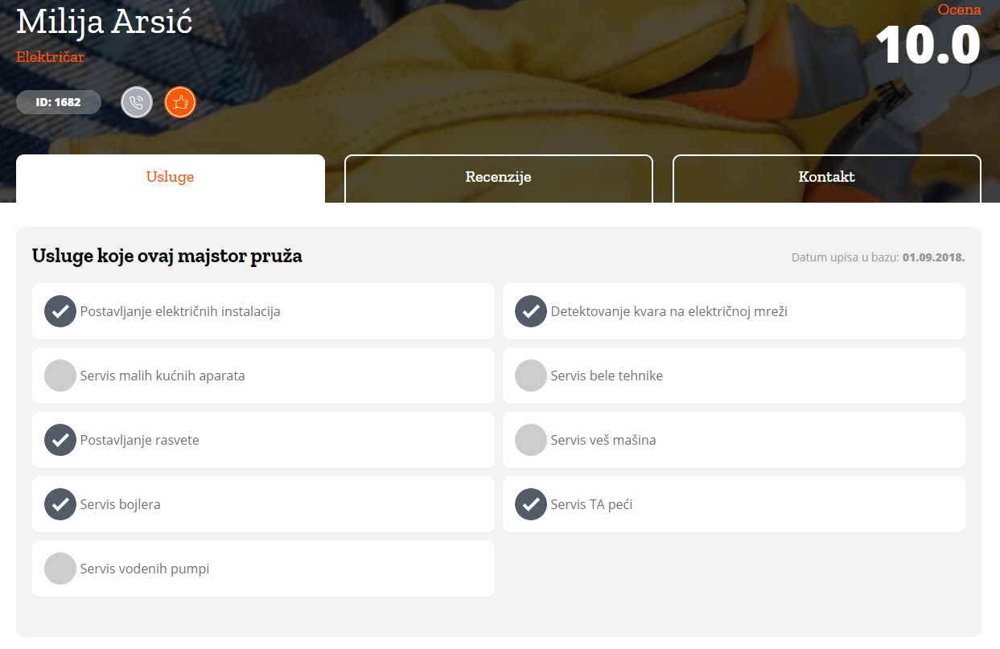 Milija Arsić
Ocena
Električar
10.0
ID: 1682
Usluge
Recenzije
Kontakt
Usluge koje ovaj majstor pruža
Datum upisa u bazu: 01.09.2018.
Postavljanje električnih instalacija
Detektovanje kvara na električnoj mreži
Servis malih kućnih aparata
Servis bele tehnike
Postavljanje rasvete
Servis veš mašina
Servis bojlera
Servis TA peći
Servis vodenih pumpi